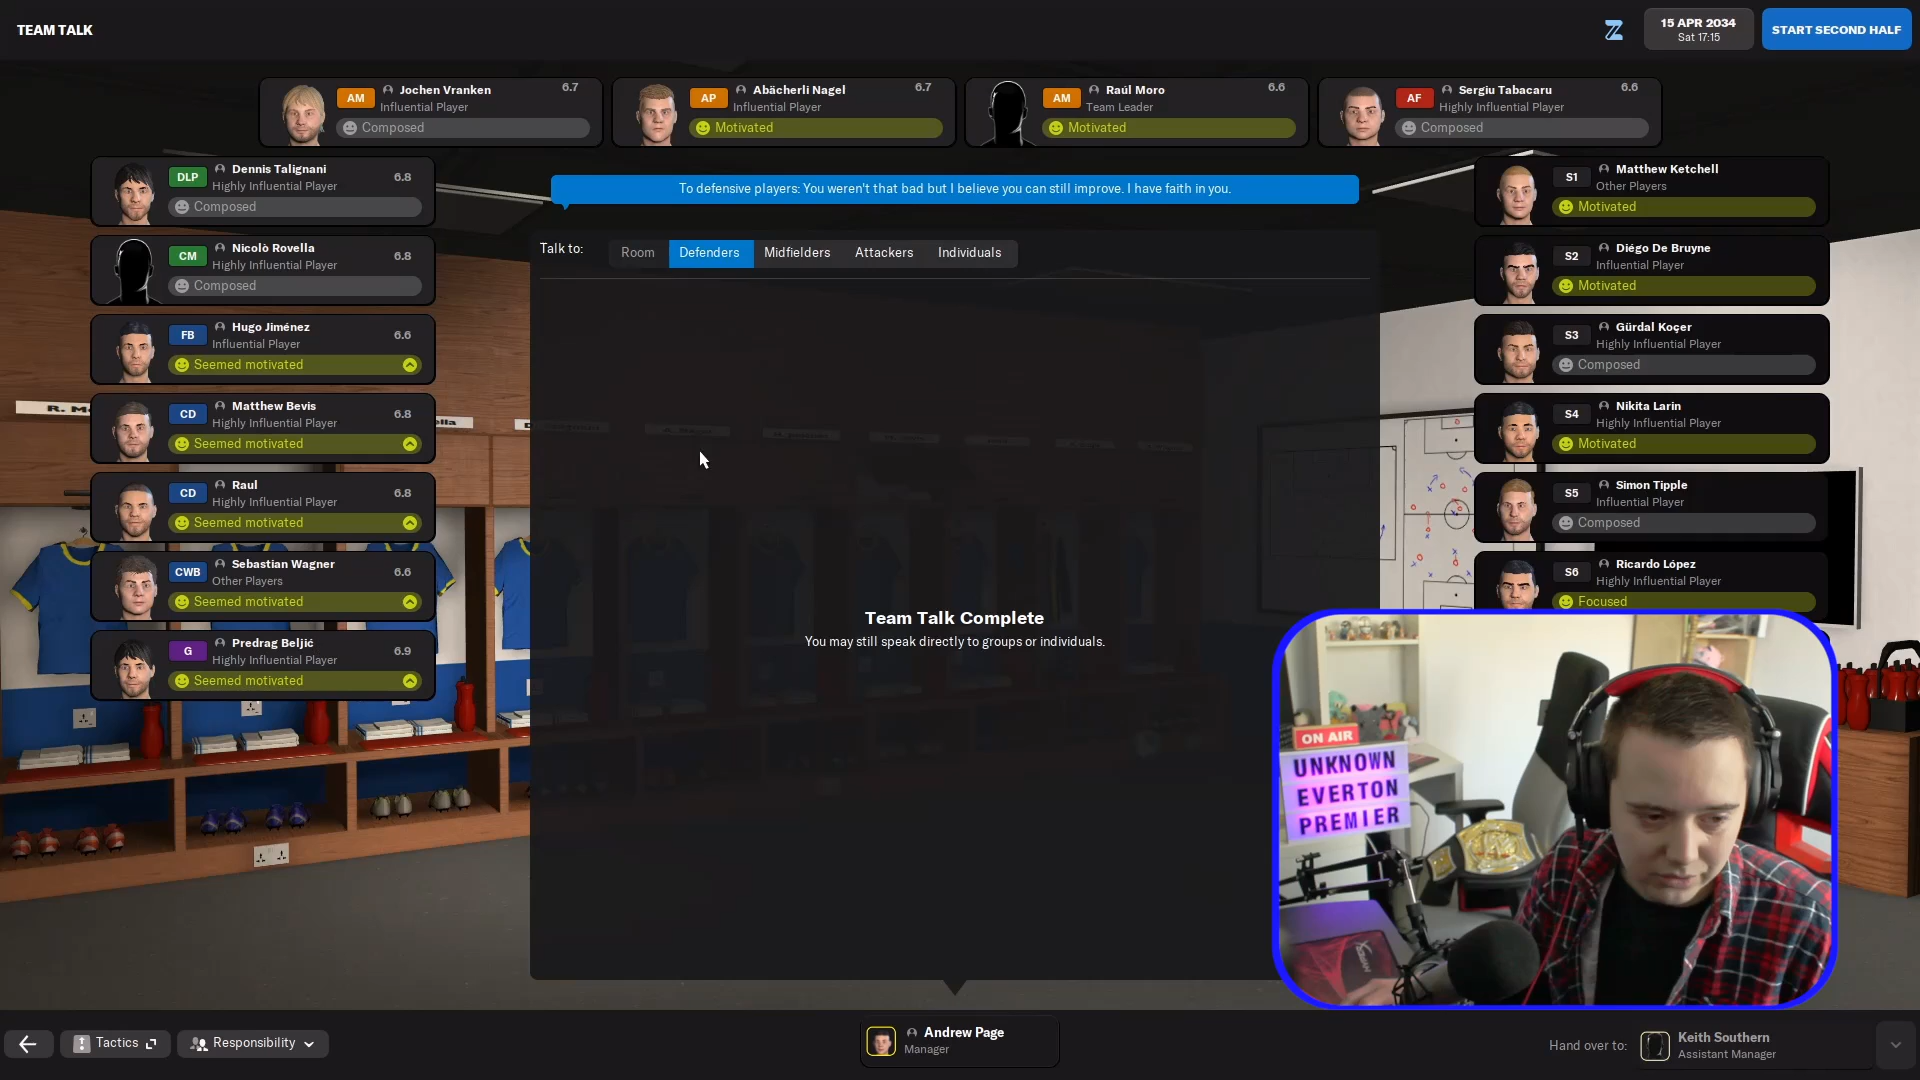 TEAM TALK
15 APR 2034
Sat 17:15
START SECOND HALF
AM Jochen Vranken 6.7
Influential Player
Composed
AP Abächerli Nagel 6.7
Influential Player
Motivated
AM Raúl Moro 6.6
Team Leader
Motivated
AF Sergiu Tabacaru 6.6
Highly Influential Player
Composed
DLP Dennis Talignani 6.8
Highly Influential Player
Composed
CM Nicolò Rovella 6.8
Highly Influential Player
Composed
FB Hugo Jiménez 6.6
Influential Player
Seemed motivated
CD Matthew Bevis 6.8
Highly Influential Player
Seemed motivated
CD Raul 6.8
Highly Influential Player
Seemed motivated
CWB Sebastian Wagner 6.6
Other Players
Seemed motivated
G Predrag Beljić 6.9
Highly Influential Player
Seemed motivated
To defensive players: You weren't that bad but I believe you can still improve. I have faith in you.
Talk to: Room Defenders Midfielders Attackers Individuals
Team Talk Complete
You may still speak directly to groups or individuals.
S1 Matthew Ketchell
Other Players
Motivated
S2 Diégo De Bruyne
Influential Player
Motivated
S3 Gürdal Koçer
Highly Influential Player
Composed
S4 Nikita Larin
Highly Influential Player
Motivated
S5 Simon Tipple
Influential Player
Composed
S6 Ricardo López
Highly Influential Player
Focused
ON AIR
UNKNOWN
EVERTON
PREMIER
Tactics
Responsibility
Andrew Page
Manager
Hand over to: Keith Southern
Assistant Manager